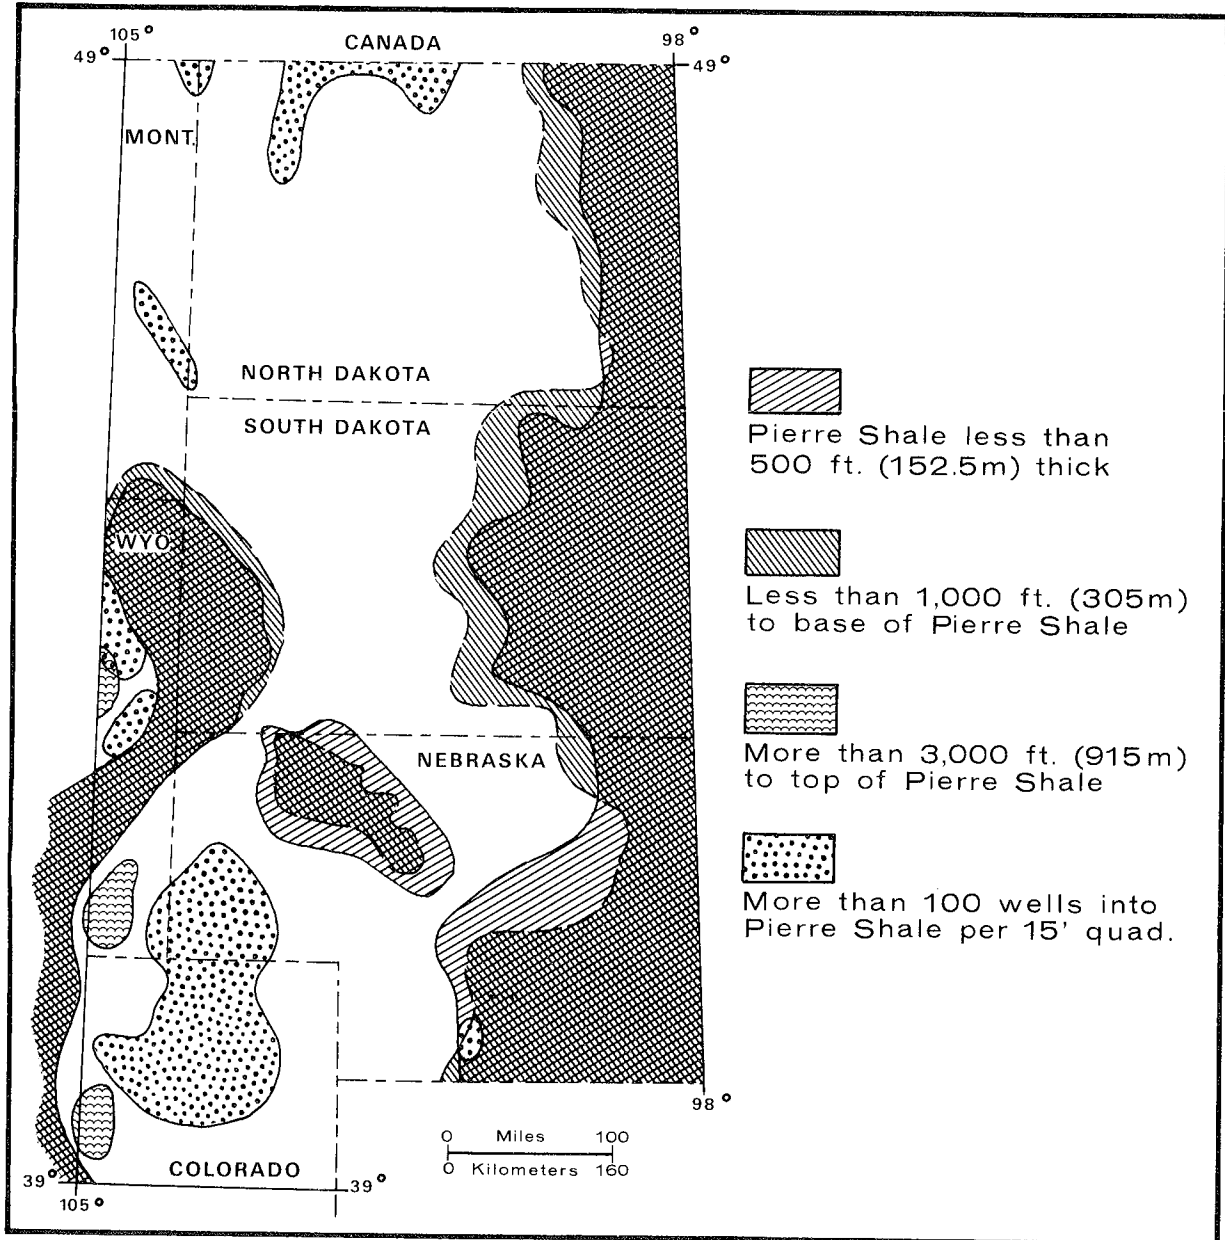 105°
98°
49°
CANADA
49°
MONT.
NORTH DAKOTA
SOUTH DAKOTA
WYO
NEBRASKA
98°
0 Miles 100
0 Kilometers 160
COLORADO
39°
39°
105°
Pierre Shale less than
500 ft. (152.5m) thick
Less than 1,000 ft. (305m)
to base of Pierre Shale
More than 3,000 ft. (915m)
to top of Pierre Shale
More than 100 wells into
Pierre Shale per 15' quad.